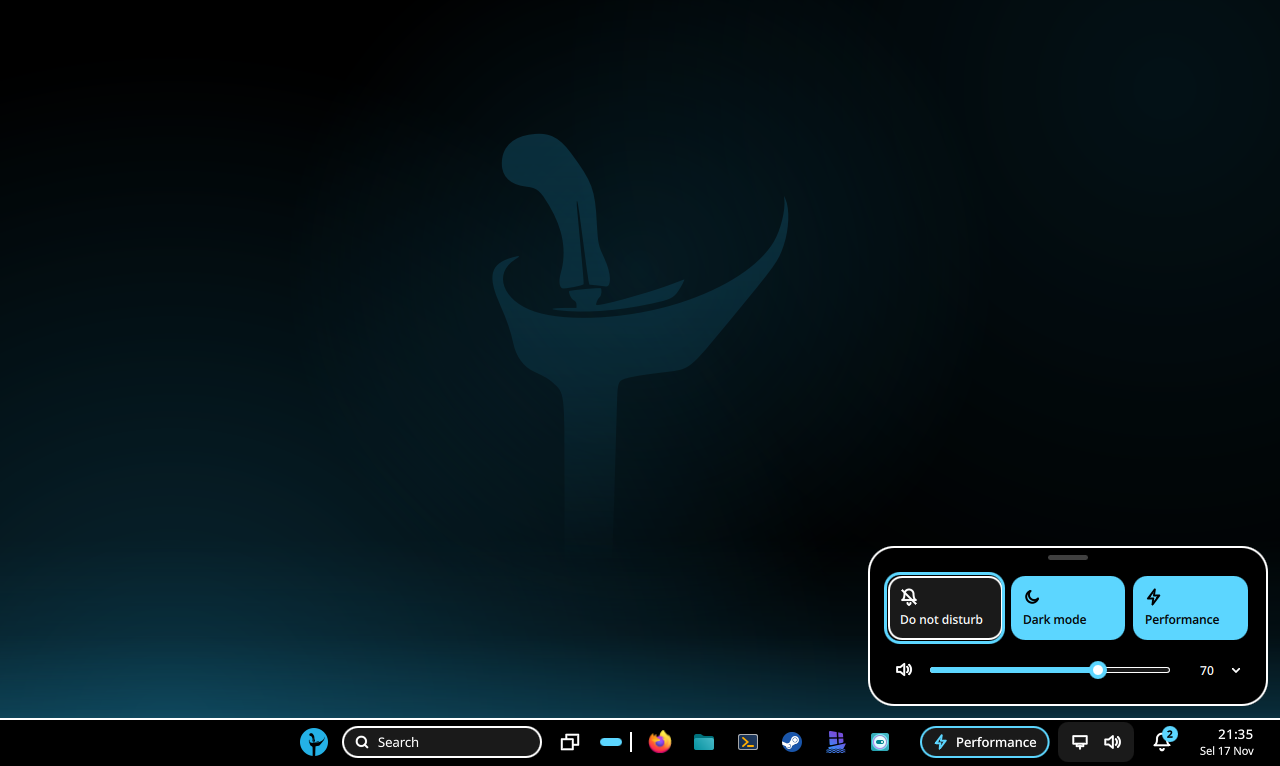 Do not disturb
Dark mode
Performance
70
Search
Performance
2
21:35
Sel 17 Nov